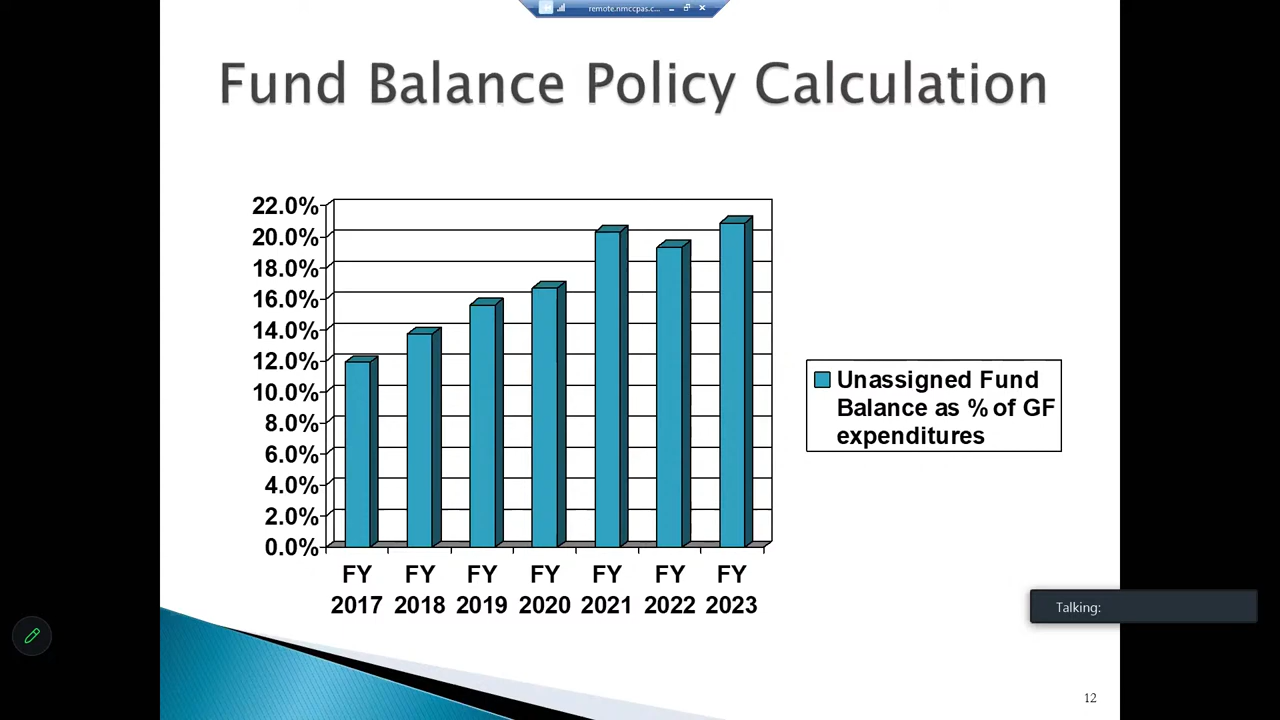 remote.nmccpas.c...
Fund Balance Policy Calculation
22.0%
20.0%
18.0%
16.0%
14.0%
12.0%
10.0%
8.0%
6.0%
4.0%
2.0%
0.0%
FY 2017
FY 2018
FY 2019
FY 2020
FY 2021
FY 2022
FY 2023
Unassigned Fund
Balance as % of GF
expenditures
Talking:
12